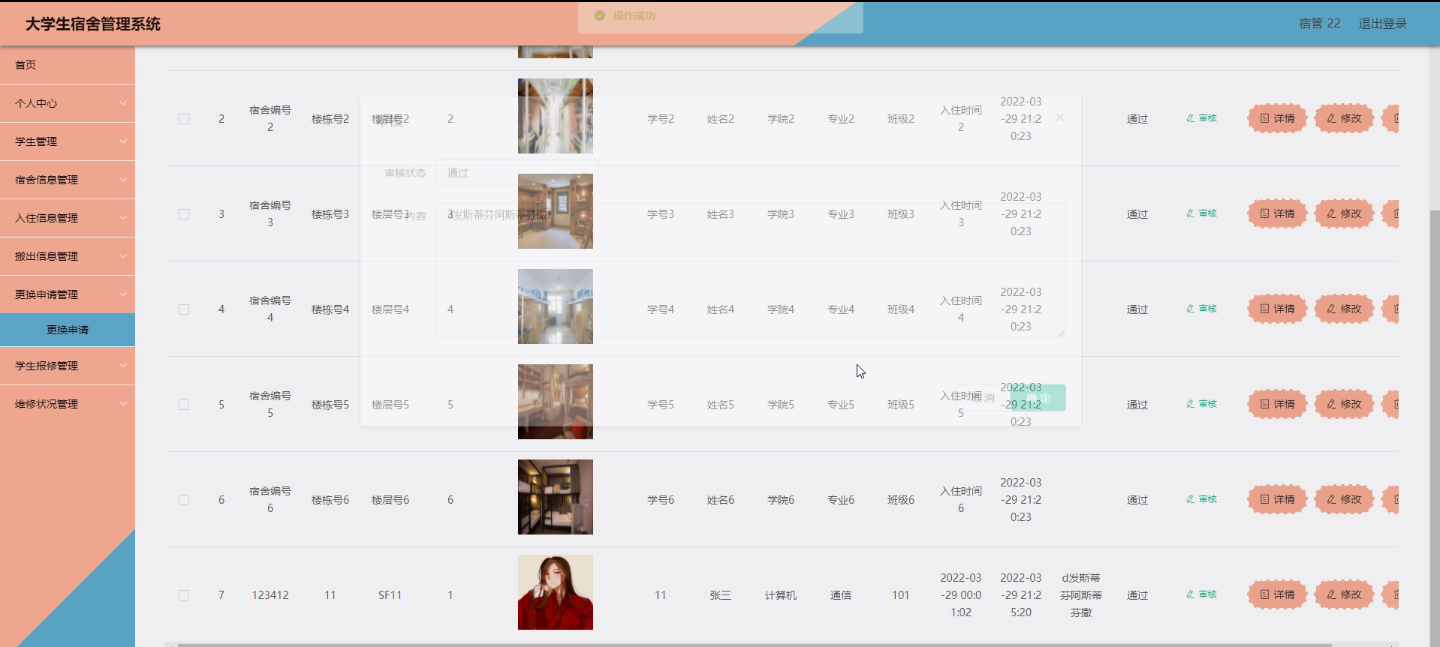 大学生宿舍管理系统
操作成功
宿管 22
退出登录
首页
个人中心
学生管理
宿舍信息管理
入住信息管理
搬出信息管理
更换申请管理
更换申请
学生报修管理
维修状况管理
2
宿舍编号
2
楼栋号2
楼层号2
2
学号2
姓名2
学院2
专业2
班级2
入住时间
2
2022-03
-29 21:2
0:23
通过
审核
详情
修改
审核状态
通过
内容
3
宿舍编号
3
楼栋号3
楼层号3
3
学号3
姓名3
学院3
专业3
班级3
入住时间
3
2022-03
-29 21:2
0:23
通过
审核
详情
修改
4
宿舍编号
4
楼栋号4
楼层号4
4
学号4
姓名4
学院4
专业4
班级4
入住时间
4
2022-03
-29 21:2
0:23
通过
审核
详情
修改
5
宿舍编号
5
楼栋号5
楼层号5
5
学号5
姓名5
学院5
专业5
班级5
入住时间
5
2022-03
-29 21:2
0:23
通过
审核
详情
修改
6
宿舍编号
6
楼栋号6
楼层号6
6
学号6
姓名6
学院6
专业6
班级6
入住时间
6
2022-03
-29 21:2
0:23
通过
审核
详情
修改
7
123412
11
SF11
1
11
张三
计算机
通信
101
2022-03
-29 00:0
1:02
2022-03
-29 21:2
5:20
d发斯蒂
芬阿斯蒂
芬撒
通过
审核
详情
修改